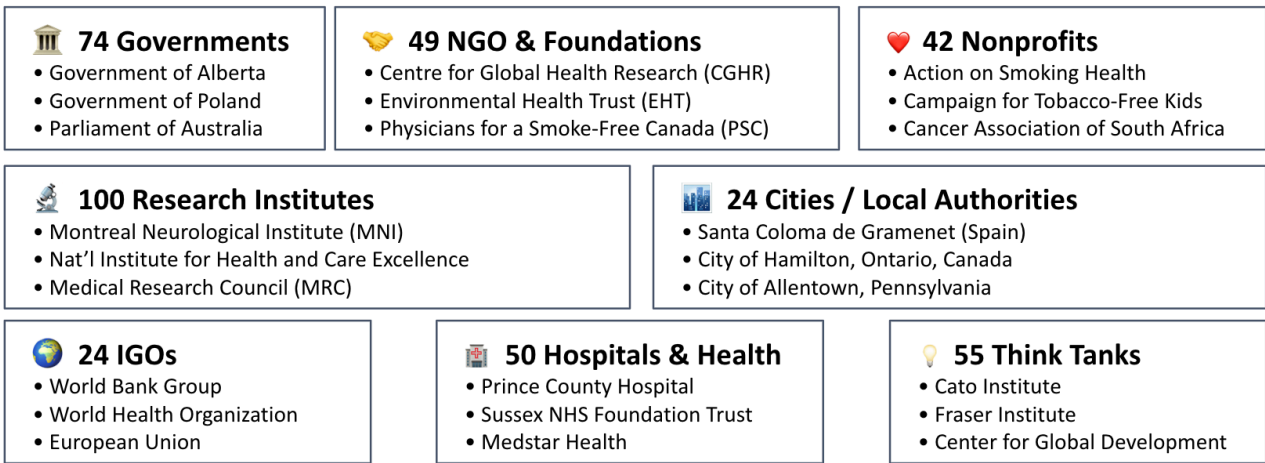 74 Governments
• Government of Alberta
• Government of Poland
• Parliament of Australia
49 NGO & Foundations
• Centre for Global Health Research (CGHR)
• Environmental Health Trust (EHT)
• Physicians for a Smoke-Free Canada (PSC)
42 Nonprofits
• Action on Smoking Health
• Campaign for Tobacco-Free Kids
• Cancer Association of South Africa
100 Research Institutes
• Montreal Neurological Institute (MNI)
• Nat’l Institute for Health and Care Excellence
• Medical Research Council (MRC)
24 Cities / Local Authorities
• Santa Coloma de Gramenet (Spain)
• City of Hamilton, Ontario, Canada
• City of Allentown, Pennsylvania
24 IGOs
• World Bank Group
• World Health Organization
• European Union
50 Hospitals & Health
• Prince County Hospital
• Sussex NHS Foundation Trust
• Medstar Health
55 Think Tanks
• Cato Institute
• Fraser Institute
• Center for Global Development